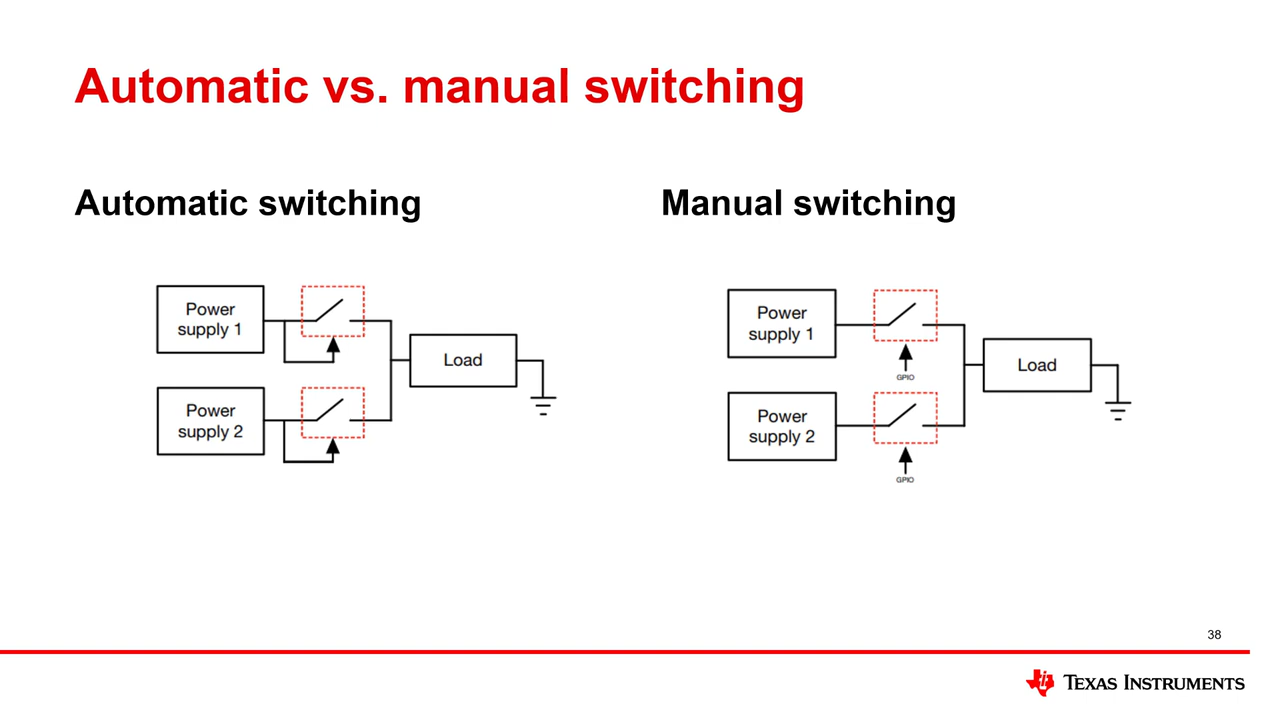 Automatic vs. manual switching
Automatic switching
Manual switching
Power
supply 1
Load
Power
supply 2
Power
supply 1
GPIO
Load
Power
supply 2
GPIO
38
TEXAS INSTRUMENTS